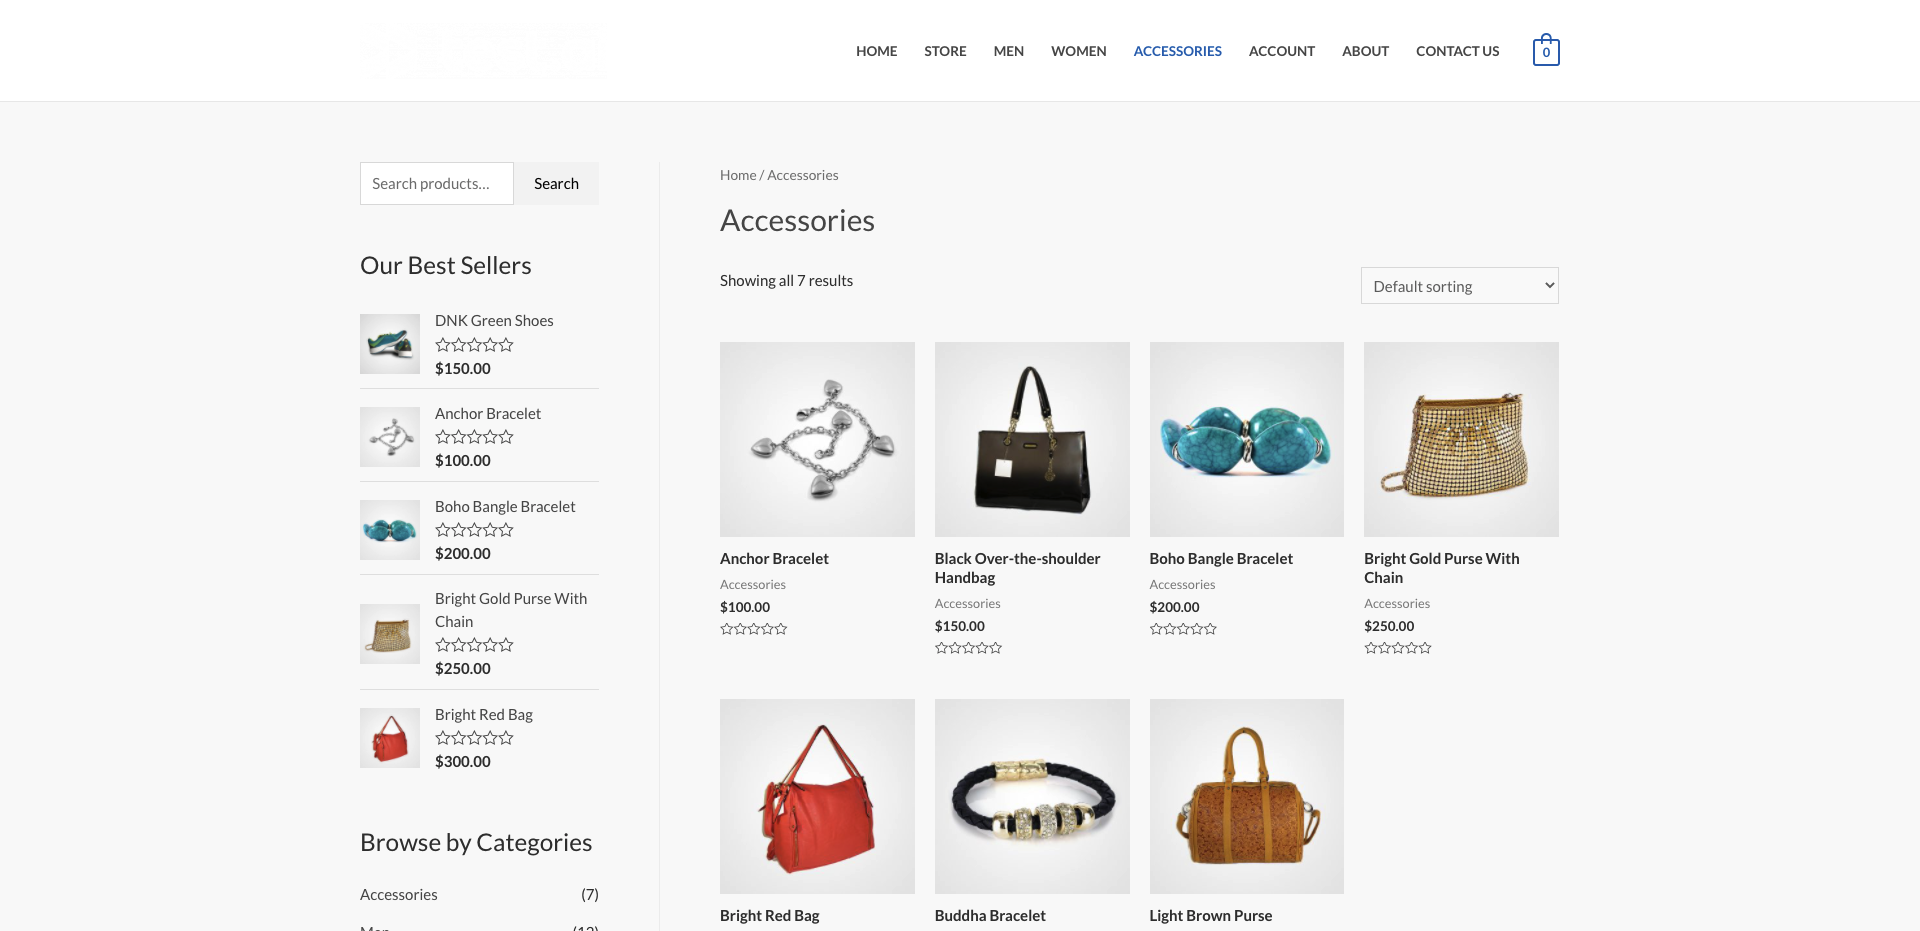 HOME
STORE
MEN
WOMEN
ACCESSORIES
ACCOUNT
ABOUT
CONTACT US
0
Search products...
Search
Our Best Sellers
DNK Green Shoes
$150.00
Anchor Bracelet
$100.00
Boho Bangle Bracelet
$200.00
Bright Gold Purse With
Chain
$250.00
Bright Red Bag
$300.00
Browse by Categories
Accessories (7)
Home / Accessories
Accessories
Showing all 7 results
Default sorting
Anchor Bracelet
Accessories
$100.00
Black Over-the-shoulder
Handbag
Accessories
$150.00
Boho Bangle Bracelet
Accessories
$200.00
Bright Gold Purse With
Chain
Accessories
$250.00
Bright Red Bag
Buddha Bracelet
Light Brown Purse